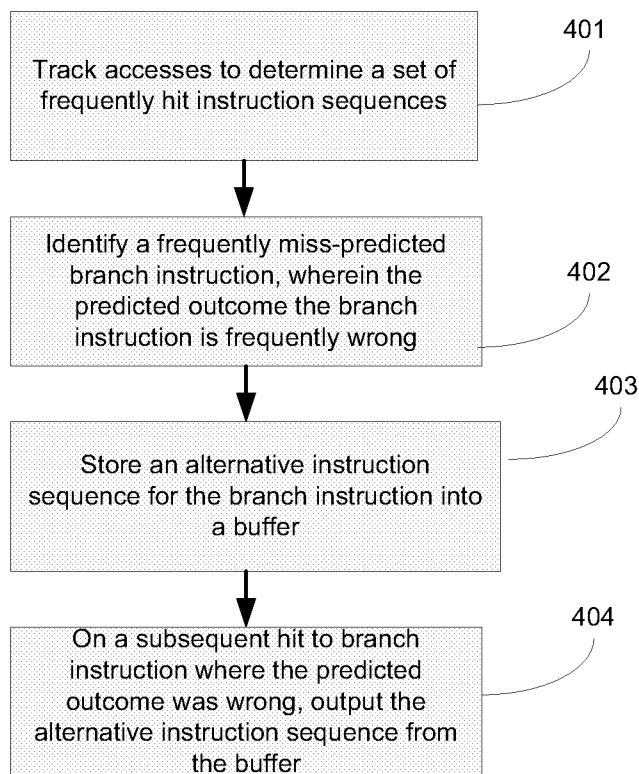 401
Track accesses to determine a set of
frequently hit instruction sequences
Identify a frequently miss-predicted
branch instruction, wherein the
predicted outcome the branch
instruction is frequently wrong
402
403
Store an alternative instruction
sequence for the branch instruction into
a buffer
404
On a subsequent hit to branch
instruction where the predicted
outcome was wrong, output the
alternative instruction sequence from
the buffer